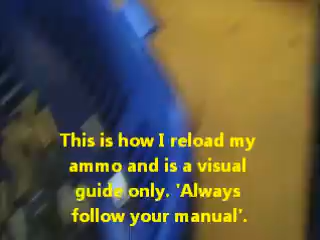 This is how I reload my
ammo and is a visual
guide only. 'Always
follow your manual'.